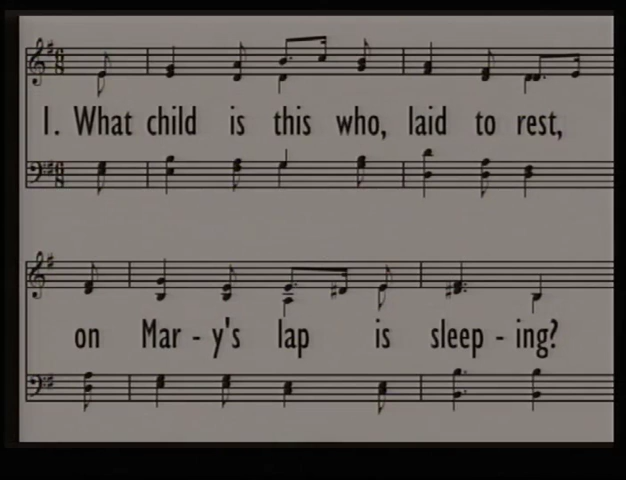 1. What child is this who, laid to rest,
on Mar - y's lap is sleep - ing?